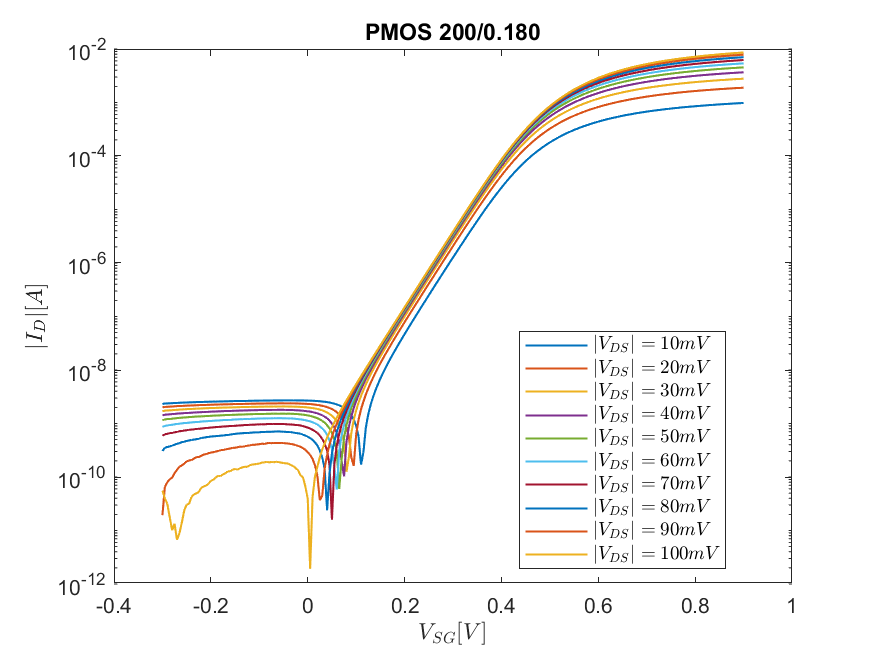 PMOS 200/0.180
10^-2
10^-4
10^-6
10^-8
10^-10
10^-12
|I_D|[A]
-0.4 -0.2 0 0.2 0.4 0.6 0.8 1
V_SG[V]
|V_DS| = 10mV
|V_DS| = 20mV
|V_DS| = 30mV
|V_DS| = 40mV
|V_DS| = 50mV
|V_DS| = 60mV
|V_DS| = 70mV
|V_DS| = 80mV
|V_DS| = 90mV
|V_DS| = 100mV